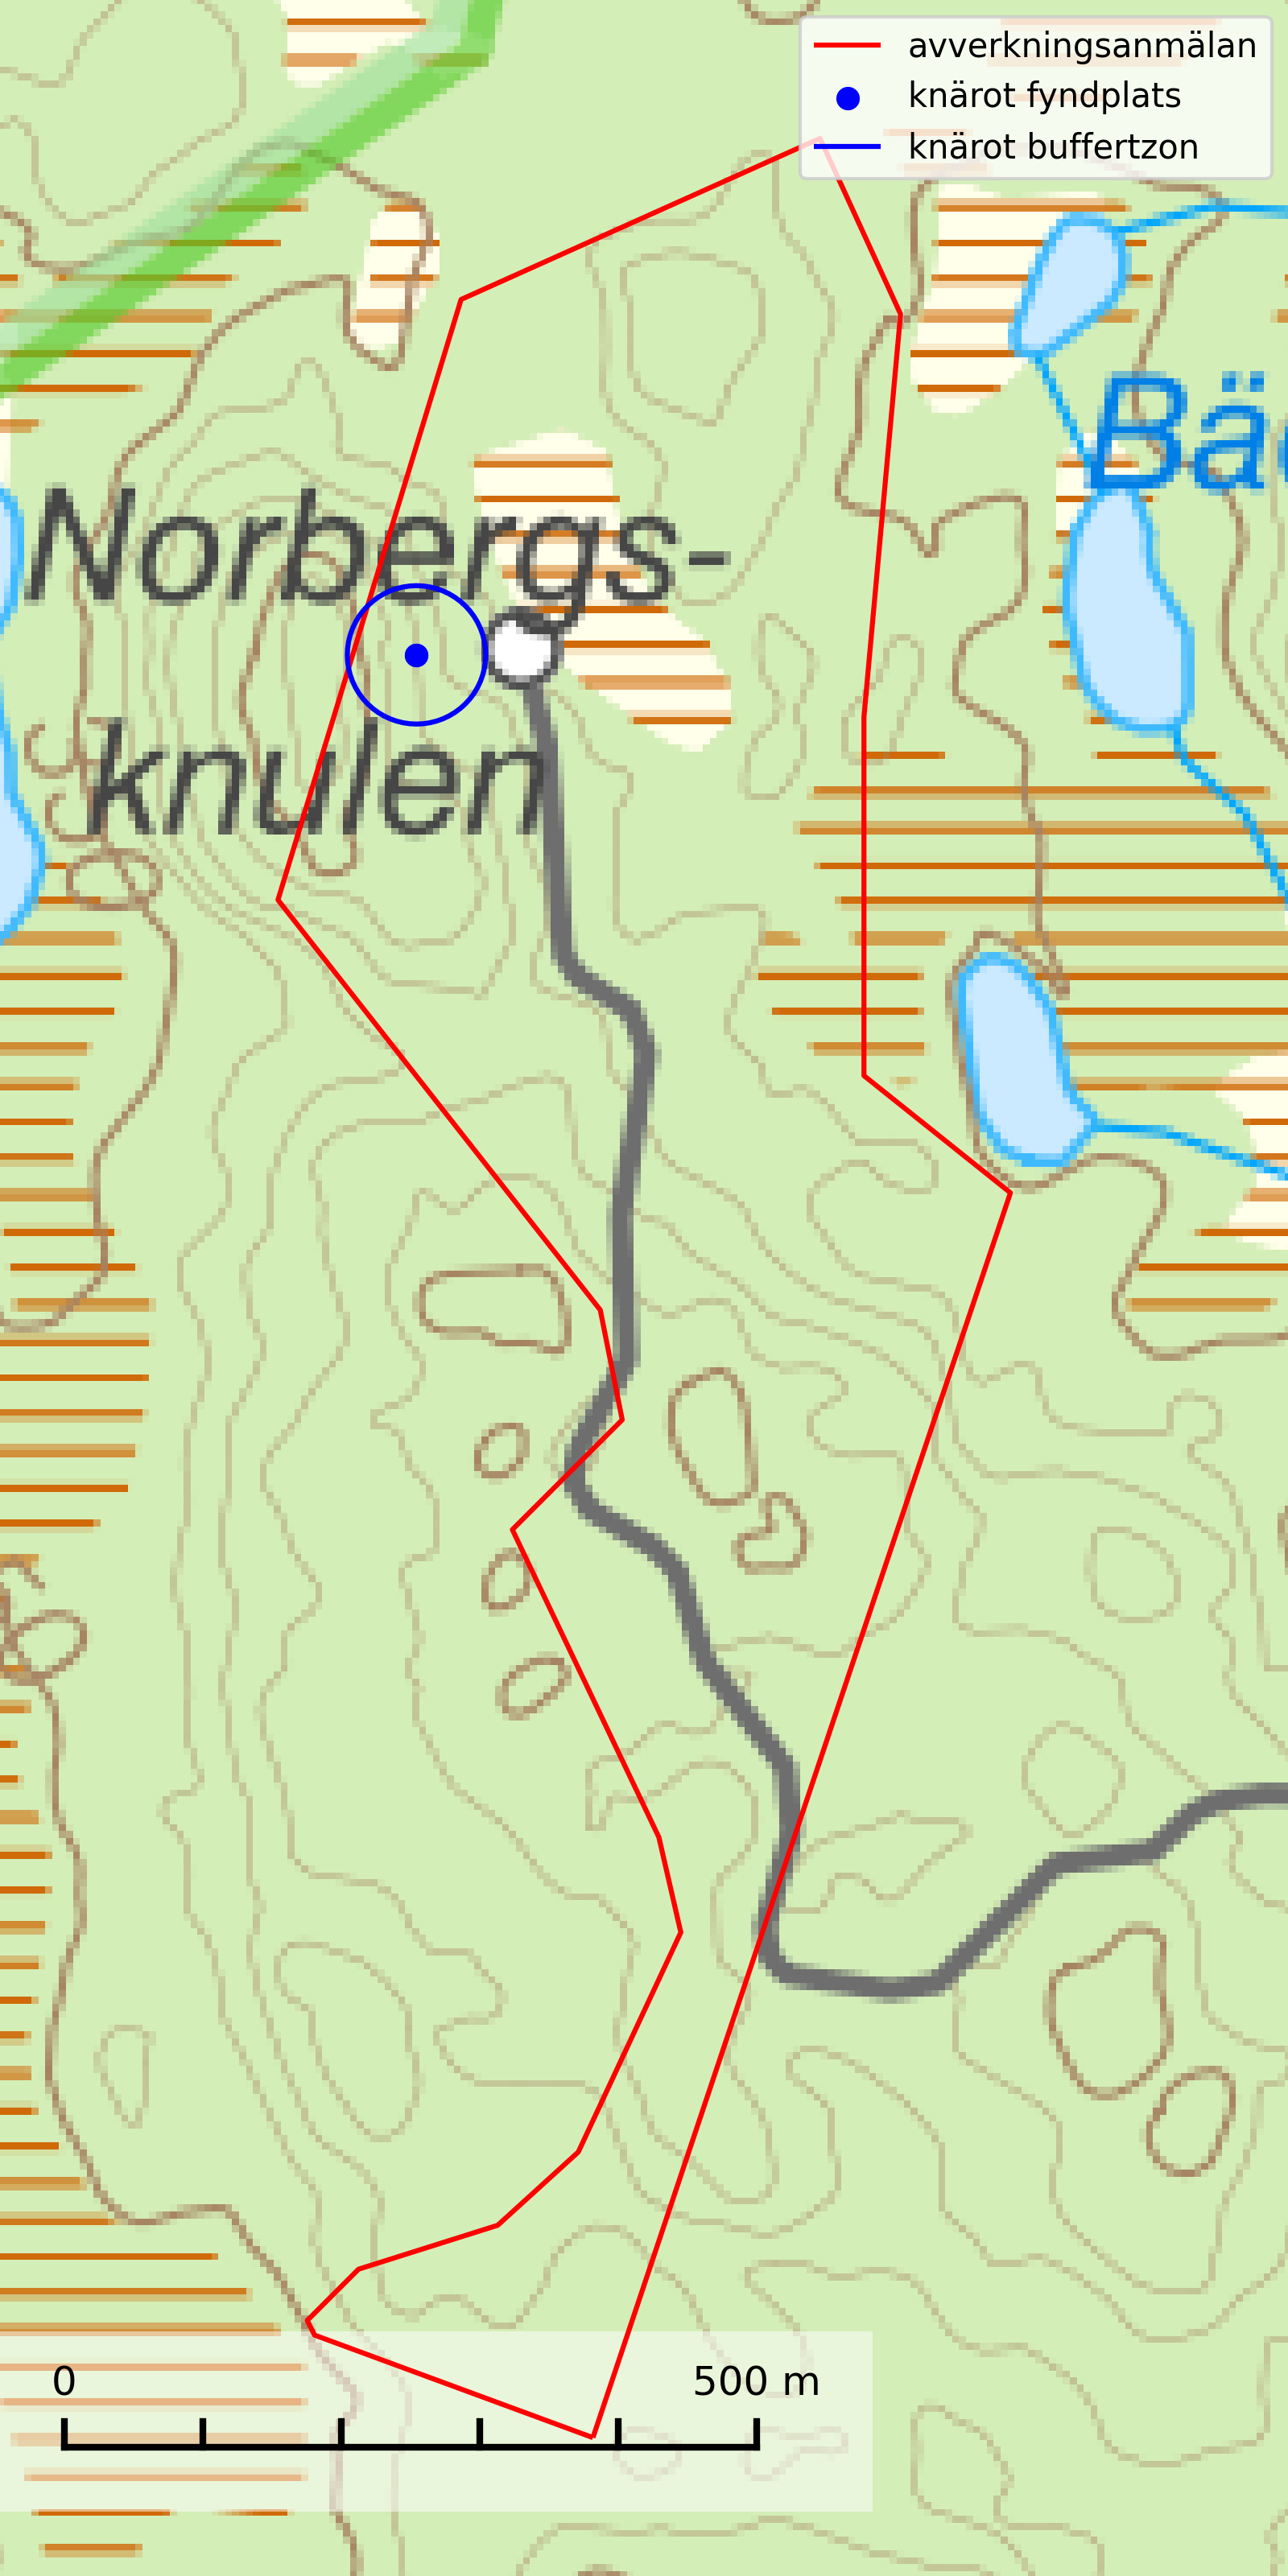 avverkningsanmälan
knärot fyndplats
knärot buffertzon
Norbergs-
knulen
0 500 m